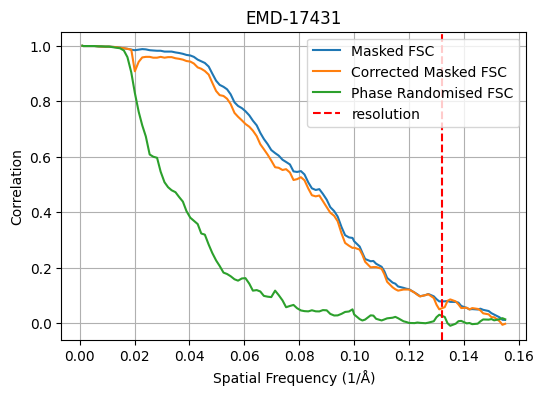 EMD-17431
Masked FSC
Corrected Masked FSC
Phase Randomised FSC
resolution
Correlation
1.0
0.8
0.6
0.4
0.2
0.0
0.00 0.02 0.04 0.06 0.08 0.10 0.12 0.14 0.16
Spatial Frequency (1/Å)